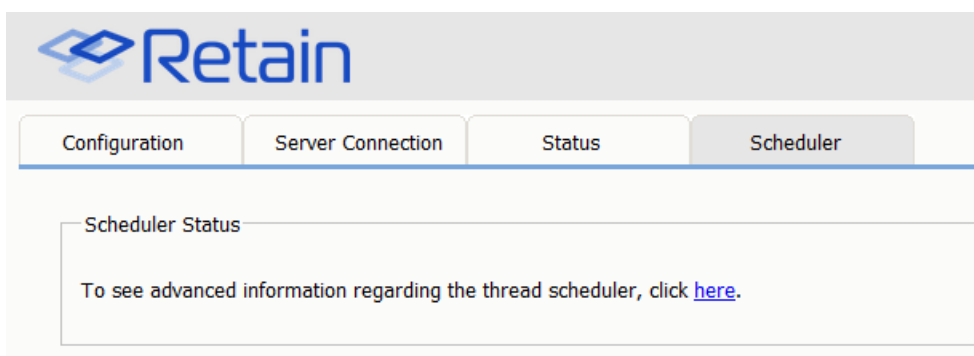 Retain
Configuration Server Connection Status Scheduler
Scheduler Status
To see advanced information regarding the thread scheduler, click here.